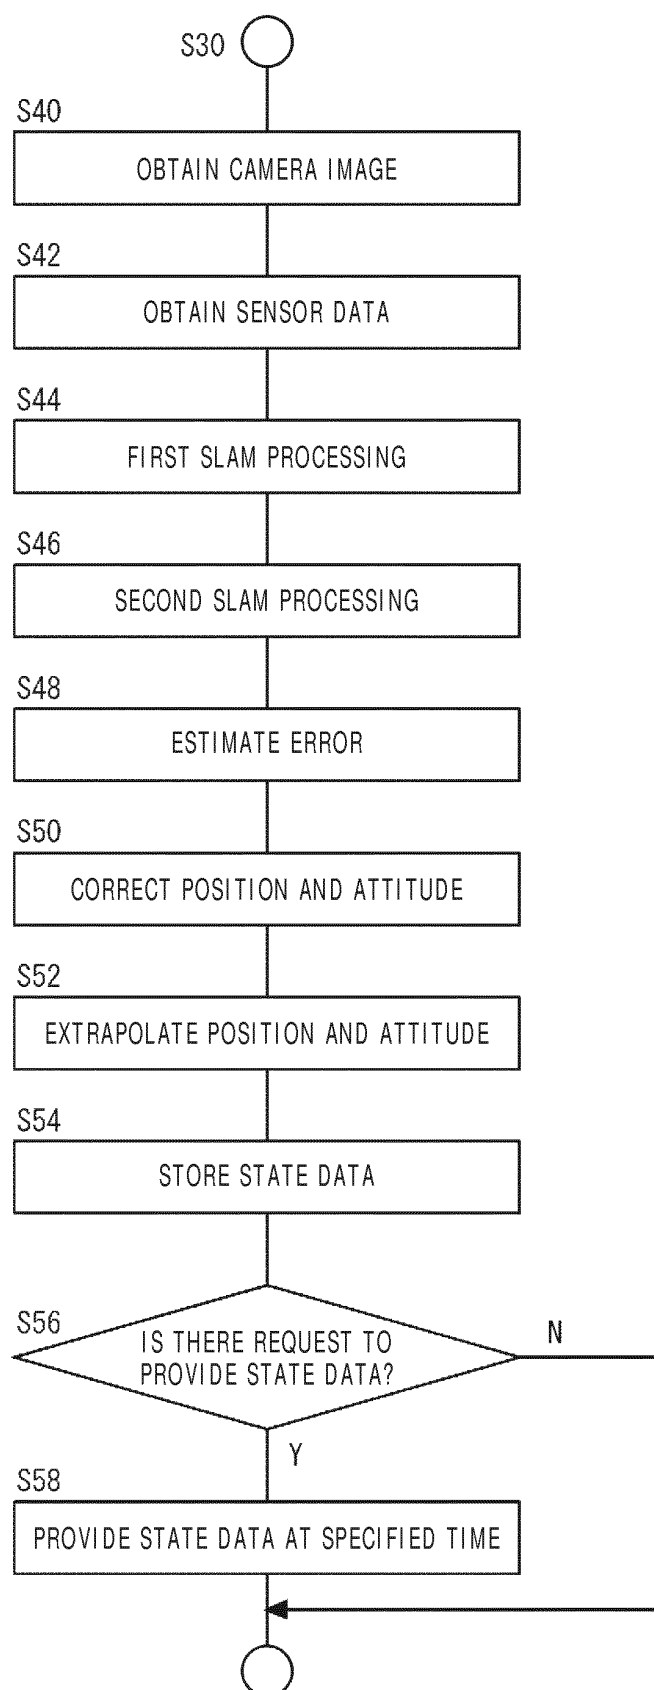 S30
S40
OBTAIN CAMERA IMAGE
S42
OBTAIN SENSOR DATA
S44
FIRST SLAM PROCESSING
S46
SECOND SLAM PROCESSING
S48
ESTIMATE ERROR
S50
CORRECT POSITION AND ATTITUDE
S52
EXTRAPOLATE POSITION AND ATTITUDE
S54
STORE STATE DATA
S56
IS THERE REQUEST TO
PROVIDE STATE DATA?
N
Y
S58
PROVIDE STATE DATA AT SPECIFIED TIME